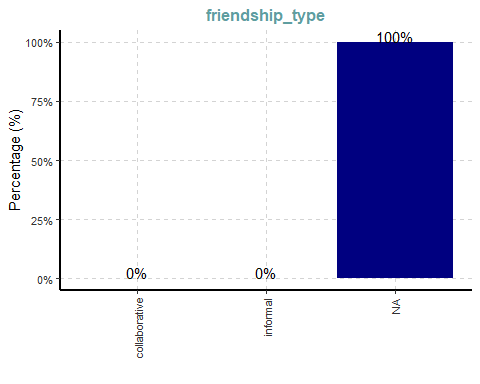 friendship_type
Percentage (%)
100%
75%
50%
25%
0%
0%
0%
100%
collaborative
informal
NA